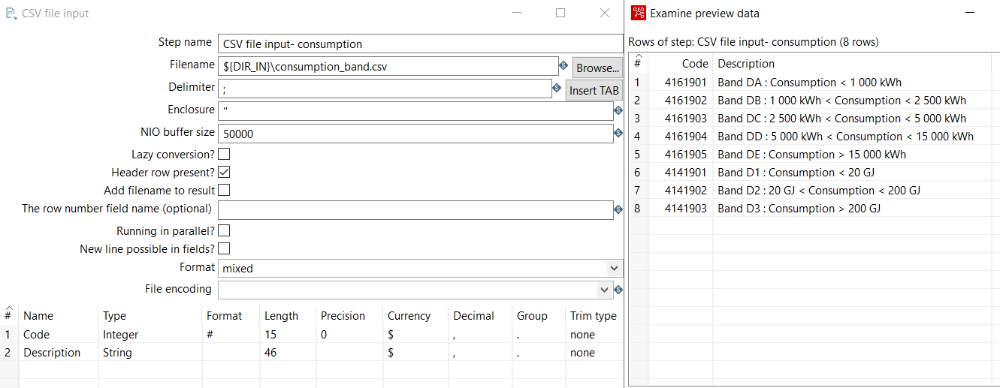 CSV file input
Step name CSV file input- consumption
Filename ${DIR_IN}\consumption_band.csv Browse...
Delimiter ; Insert TAB
Enclosure "
NIO buffer size 50000
Lazy conversion?
Header row present?
Add filename to result
The row number field name (optional)
Running in parallel?
New line possible in fields?
Format mixed
File encoding
# Name Type Format Length Precision Currency Decimal Group Trim type
1 Code Integer # 15 0 $ , . none
2 Description String 46 $ , . none
Examine preview data
Rows of step: CSV file input- consumption (8 rows)
# Code Description
1 4161901 Band DA : Consumption < 1 000 kWh
2 4161902 Band DB : 1 000 kWh < Consumption < 2 500 kWh
3 4161903 Band DC : 2 500 kWh < Consumption < 5 000 kWh
4 4161904 Band DD : 5 000 kWh < Consumption < 15 000 kWh
5 4161905 Band DE : Consumption > 15 000 kWh
6 4141901 Band D1 : Consumption < 20 GJ
7 4141902 Band D2 : 20 GJ < Consumption < 200 GJ
8 4141903 Band D3 : Consumption > 200 GJ